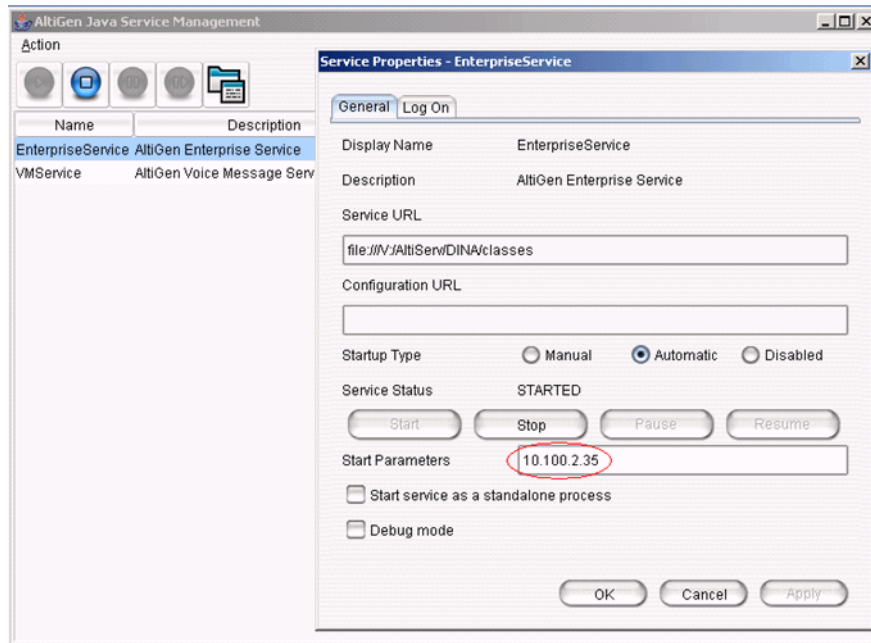 AltiGen Java Service Management
Action
Name Description
EnterpriseService AltiGen Enterprise Service
VMService AltiGen Voice Message Serv
Service Properties - EnterpriseService
General Log On
Display Name EnterpriseService
Description AltiGen Enterprise Service
Service URL
file:///V:/AltiServ/DINA/classes
Configuration URL
Startup Type Manual Automatic Disabled
Service Status STARTED
Start Stop Pause Resume
Start Parameters 10.100.2.35
Start service as a standalone process
Debug mode
OK Cancel Apply